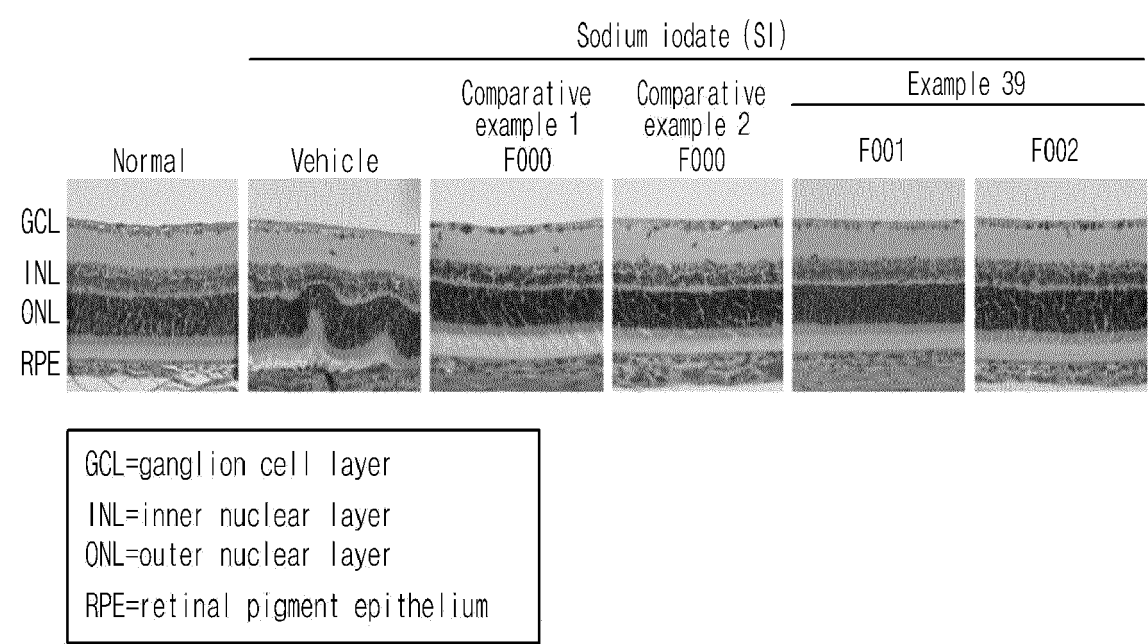 Sodium iodate (SI)
Comparative example 1 F000
Comparative example 2 F000
Example 39
Normal
Vehicle
F001
F002
GCL
INL
ONL
RPE
GCL=ganglion cell layer
INL=inner nuclear layer
ONL=outer nuclear layer
RPE=retinal pigment epithelium